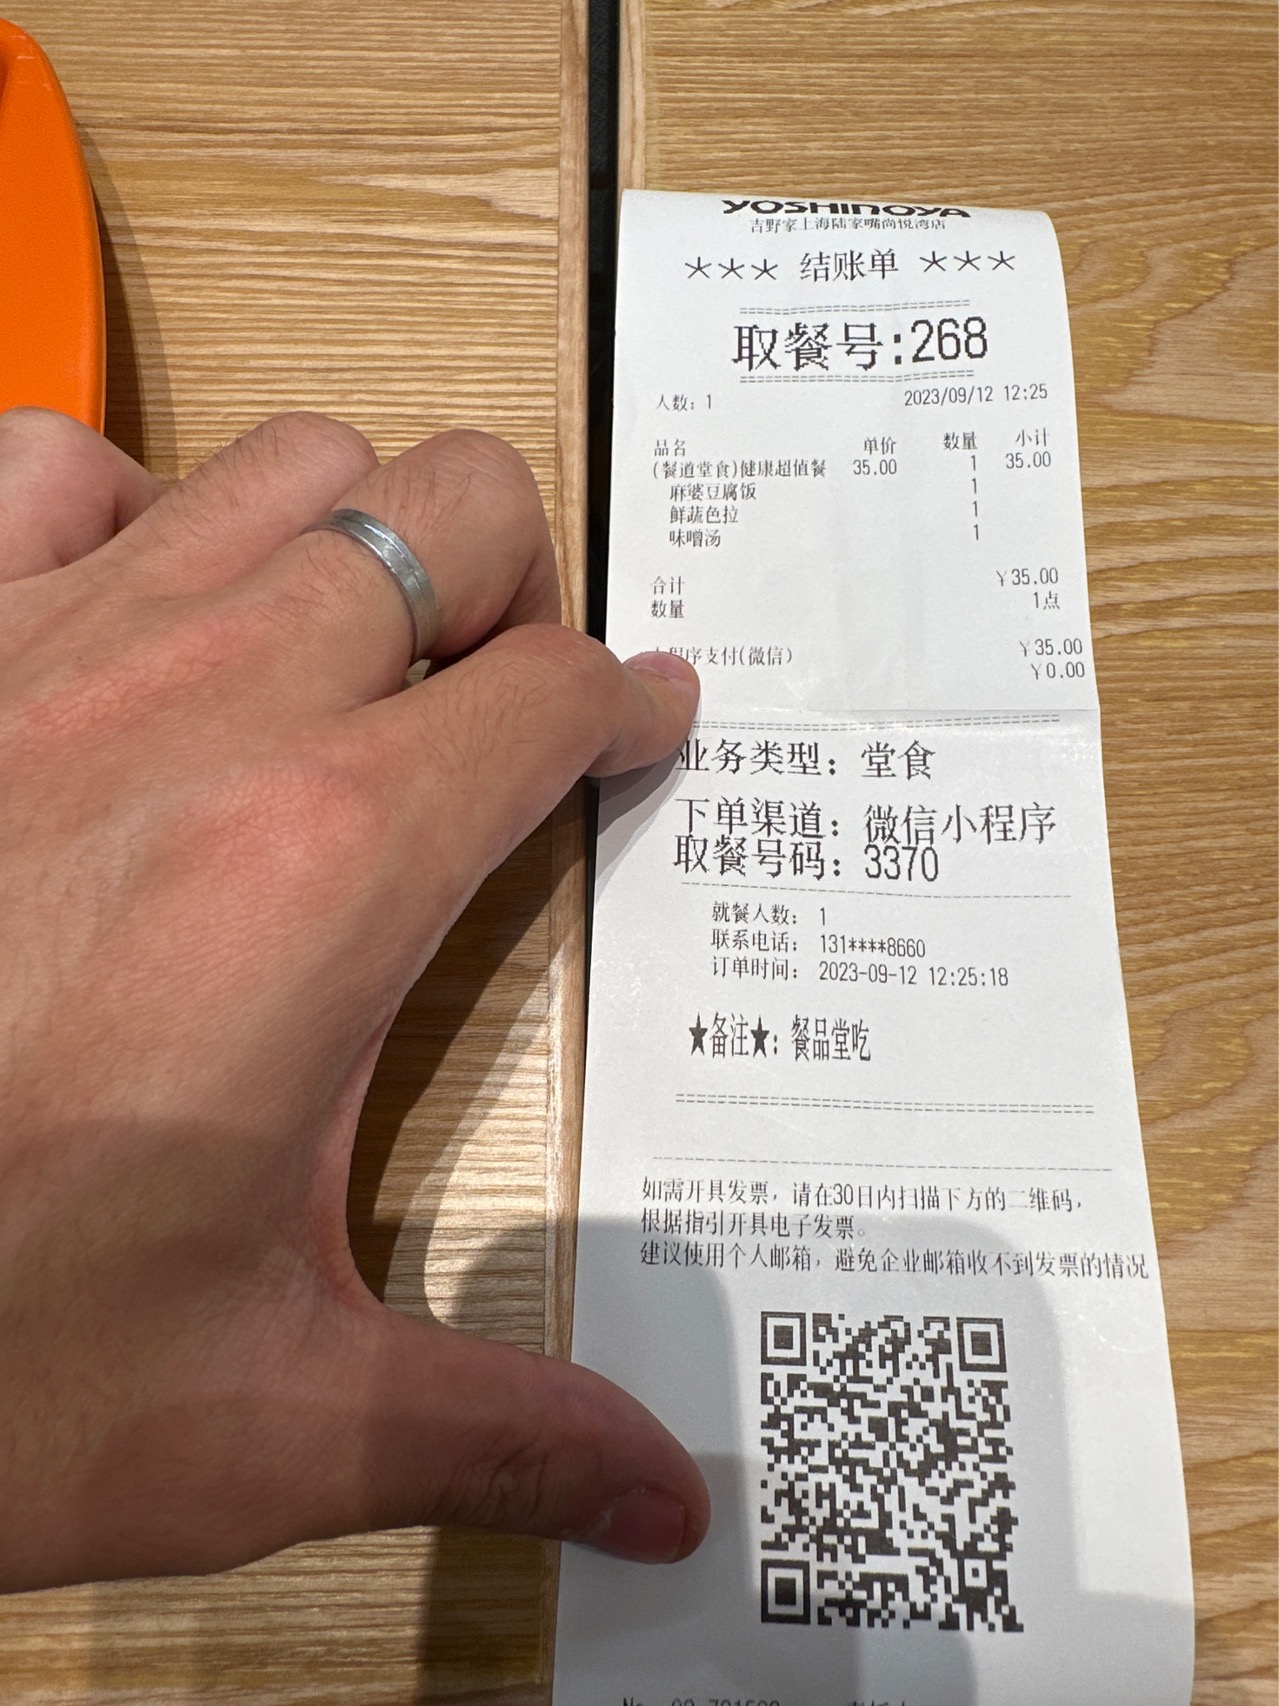 YOSHINOYA
吉野家上海陆家嘴尚悦湾店
*** 结账单 ***
取餐号:268
人数: 1 2023/09/12 12:25
品名 单价 数量 小计
(餐道堂食)健康超值餐 35.00 1 35.00
麻婆豆腐饭 1
鲜蔬色拉 1
味噌汤 1
合计 ¥35.00
数量 1点
程序支付(微信) ¥35.00
¥0.00
业务类型: 堂食
下单渠道: 微信小程序
取餐号码: 3370
就餐人数: 1
联系电话: 131****8660
订单时间: 2023-09-12 12:25:18
★备注★: 餐品堂吃
如需开具发票, 请在30日内扫描下方的二维码,
根据指引开具电子发票。
建议使用个人邮箱, 避免企业邮箱收不到发票的情况